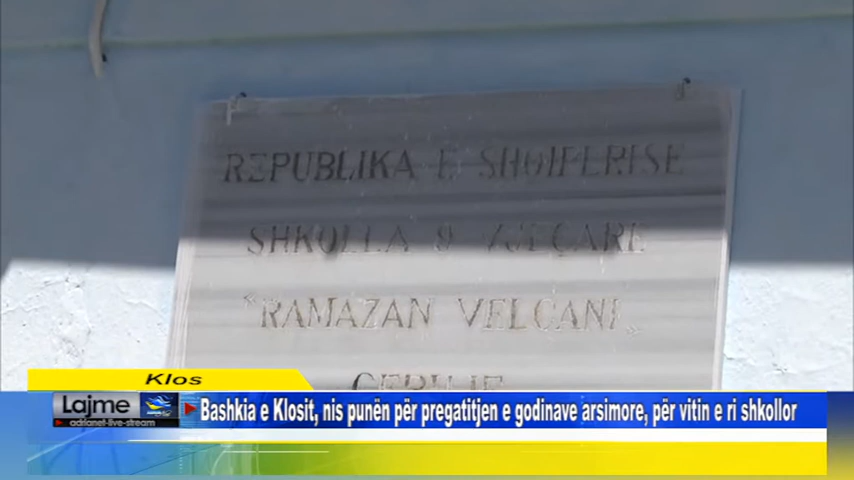 REPUBLIKA E SHQIPERISE
SHKOLLA 9 VJEÇARE
"RAMAZAN VELCANI"
Klos
Lajme
adrianet-live-stream
Bashkia e Klosit, nis punën për pregatitjen e godinave arsimore, për vitin e ri shkollor